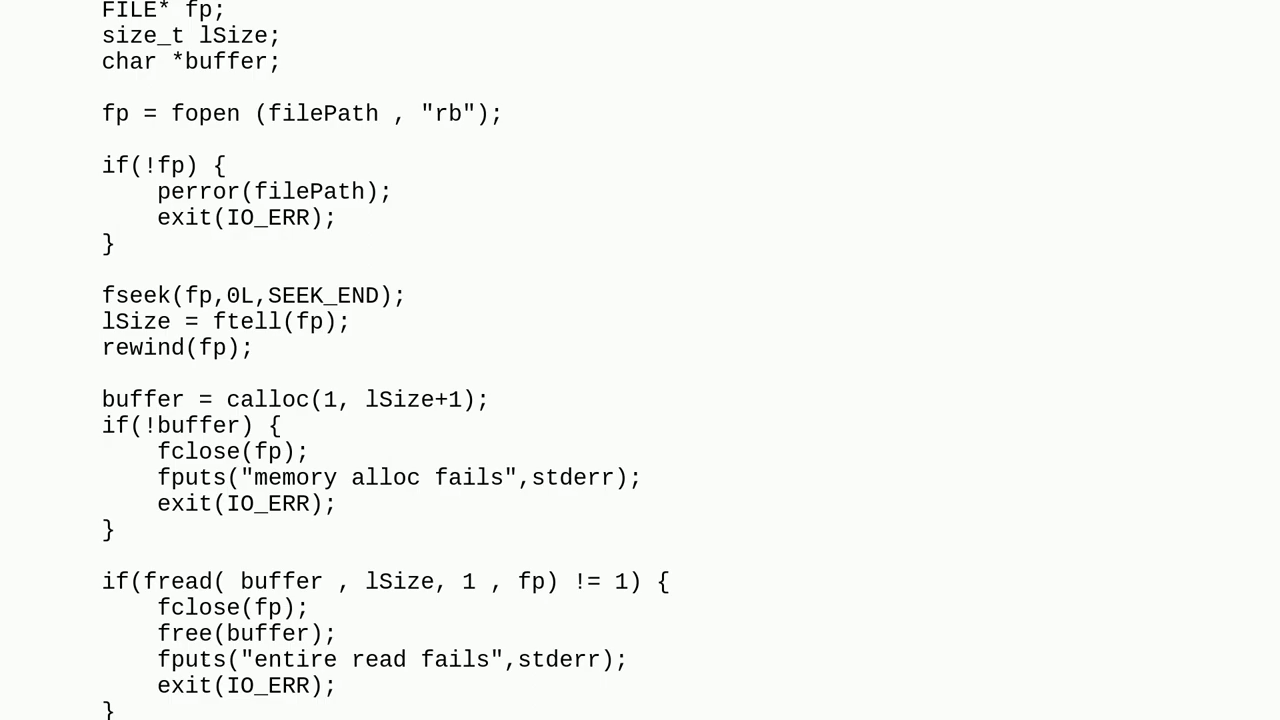 FILE* fp;
size_t lSize;
char *buffer;
fp = fopen (filePath , "rb");
if(!fp) {
    perror(filePath);
    exit(IO_ERR);
}
fseek(fp,0L,SEEK_END);
lSize = ftell(fp);
rewind(fp);
buffer = calloc(1, lSize+1);
if(!buffer) {
    fclose(fp);
    fputs("memory alloc fails",stderr);
    exit(IO_ERR);
}
if(fread( buffer , lSize, 1 , fp) != 1) {
    fclose(fp);
    free(buffer);
    fputs("entire read fails",stderr);
    exit(IO_ERR);
}